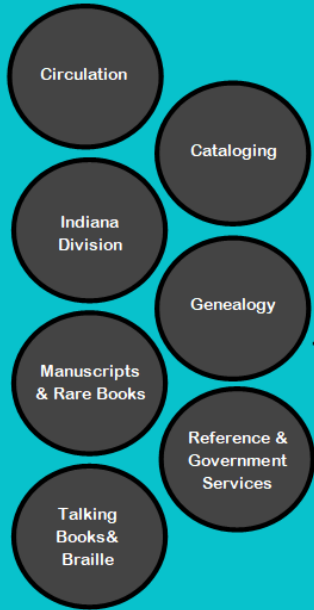 Circulation
Cataloging
Indiana
Division
Genealogy
Manuscripts
& Rare Books
Reference &
Government
Services
Talking
Books&
Braille